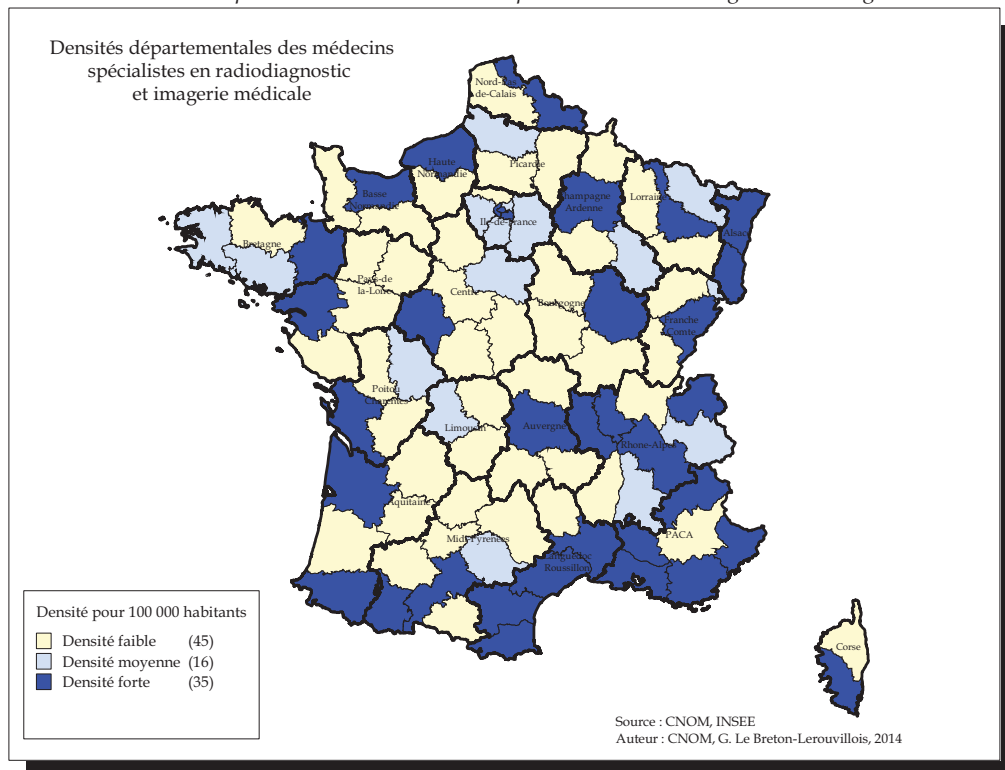 Densités départementales des médecins
spécialistes en radiodiagnostic
et imagerie médicale
Nord-Pas
de-Calais
Picardie
Haute
Normandie
Basse
Normandie
Champagne
Ardenne
Lorraine
Alsace
Ile-de-France
Bretagne
Pays-de
la-Loire
Centre
Bourgogne
Franche
Comte
Poitou
Charentes
Limousin
Auvergne
Rhone-Alpes
Aquitaine
Midi-Pyrenées
Languedoc
Roussillon
PACA
Corse
Densité pour 100 000 habitants
Densité faible (45)
Densité moyenne (16)
Densité forte (35)
Source : CNOM, INSEE
Auteur : CNOM, G. Le Breton-Lerouvillois, 2014